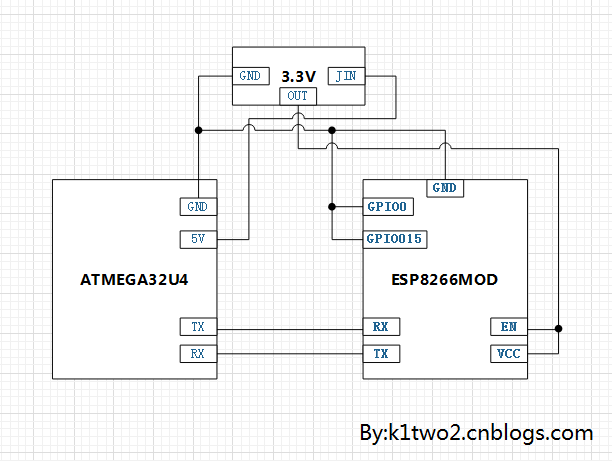 GND 3.3V JIN
OUT
GND
GND
GPIO0
5V
GPIO015
ATMEGA32U4
ESP8266MOD
TX
RX
EN
RX
TX
VCC
By:k1two2.cnblogs.com